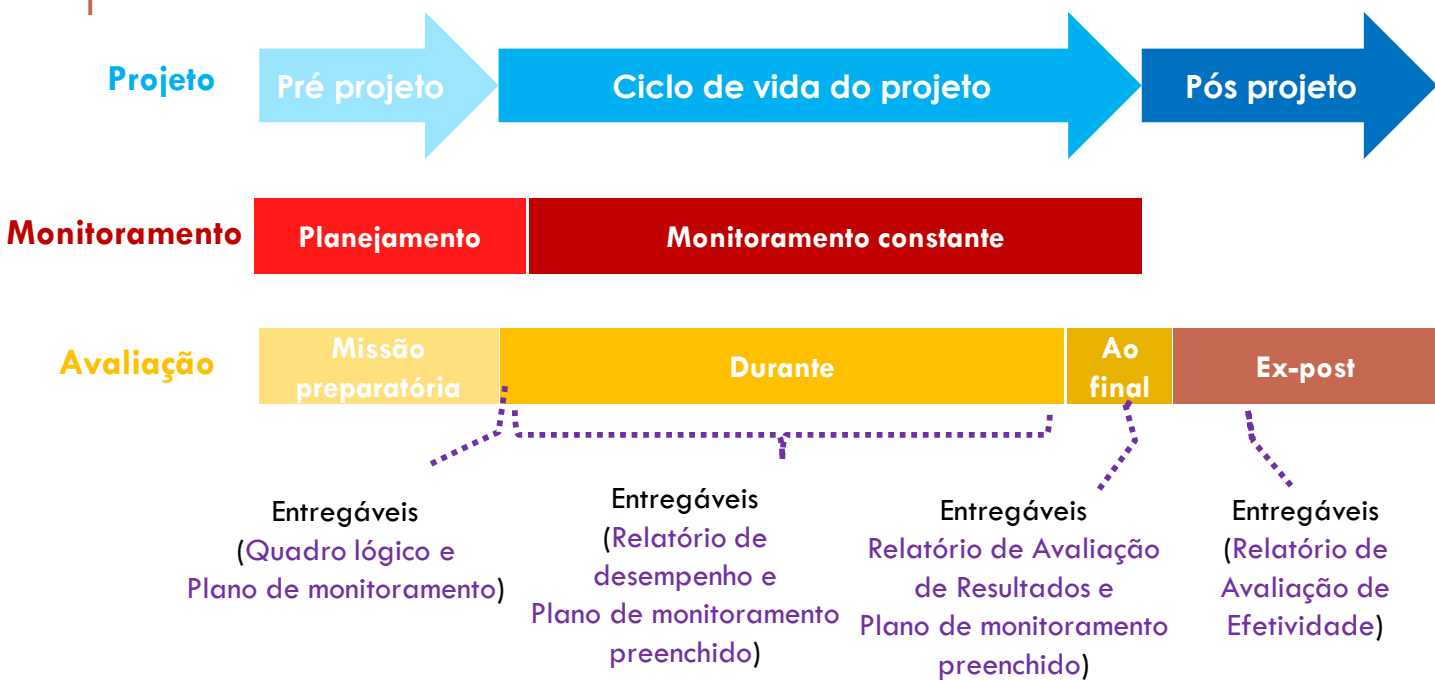 Projeto
Pré projeto
Ciclo de vida do projeto
Pós projeto
Monitoramento
Planejamento
Monitoramento constante
Avaliação
Missão
preparatória
Durante
Ao
final
Ex-post
Entregáveis
(Quadro lógico e
Plano de monitoramento)
Entregáveis
(Relatório de
desempenho e
Plano de monitoramento
preenchido)
Entregáveis
Relatório de Avaliação
de Resultados e
Plano de monitoramento
preenchido)
Entregáveis
(Relatório de
Avaliação de
Efetividade)